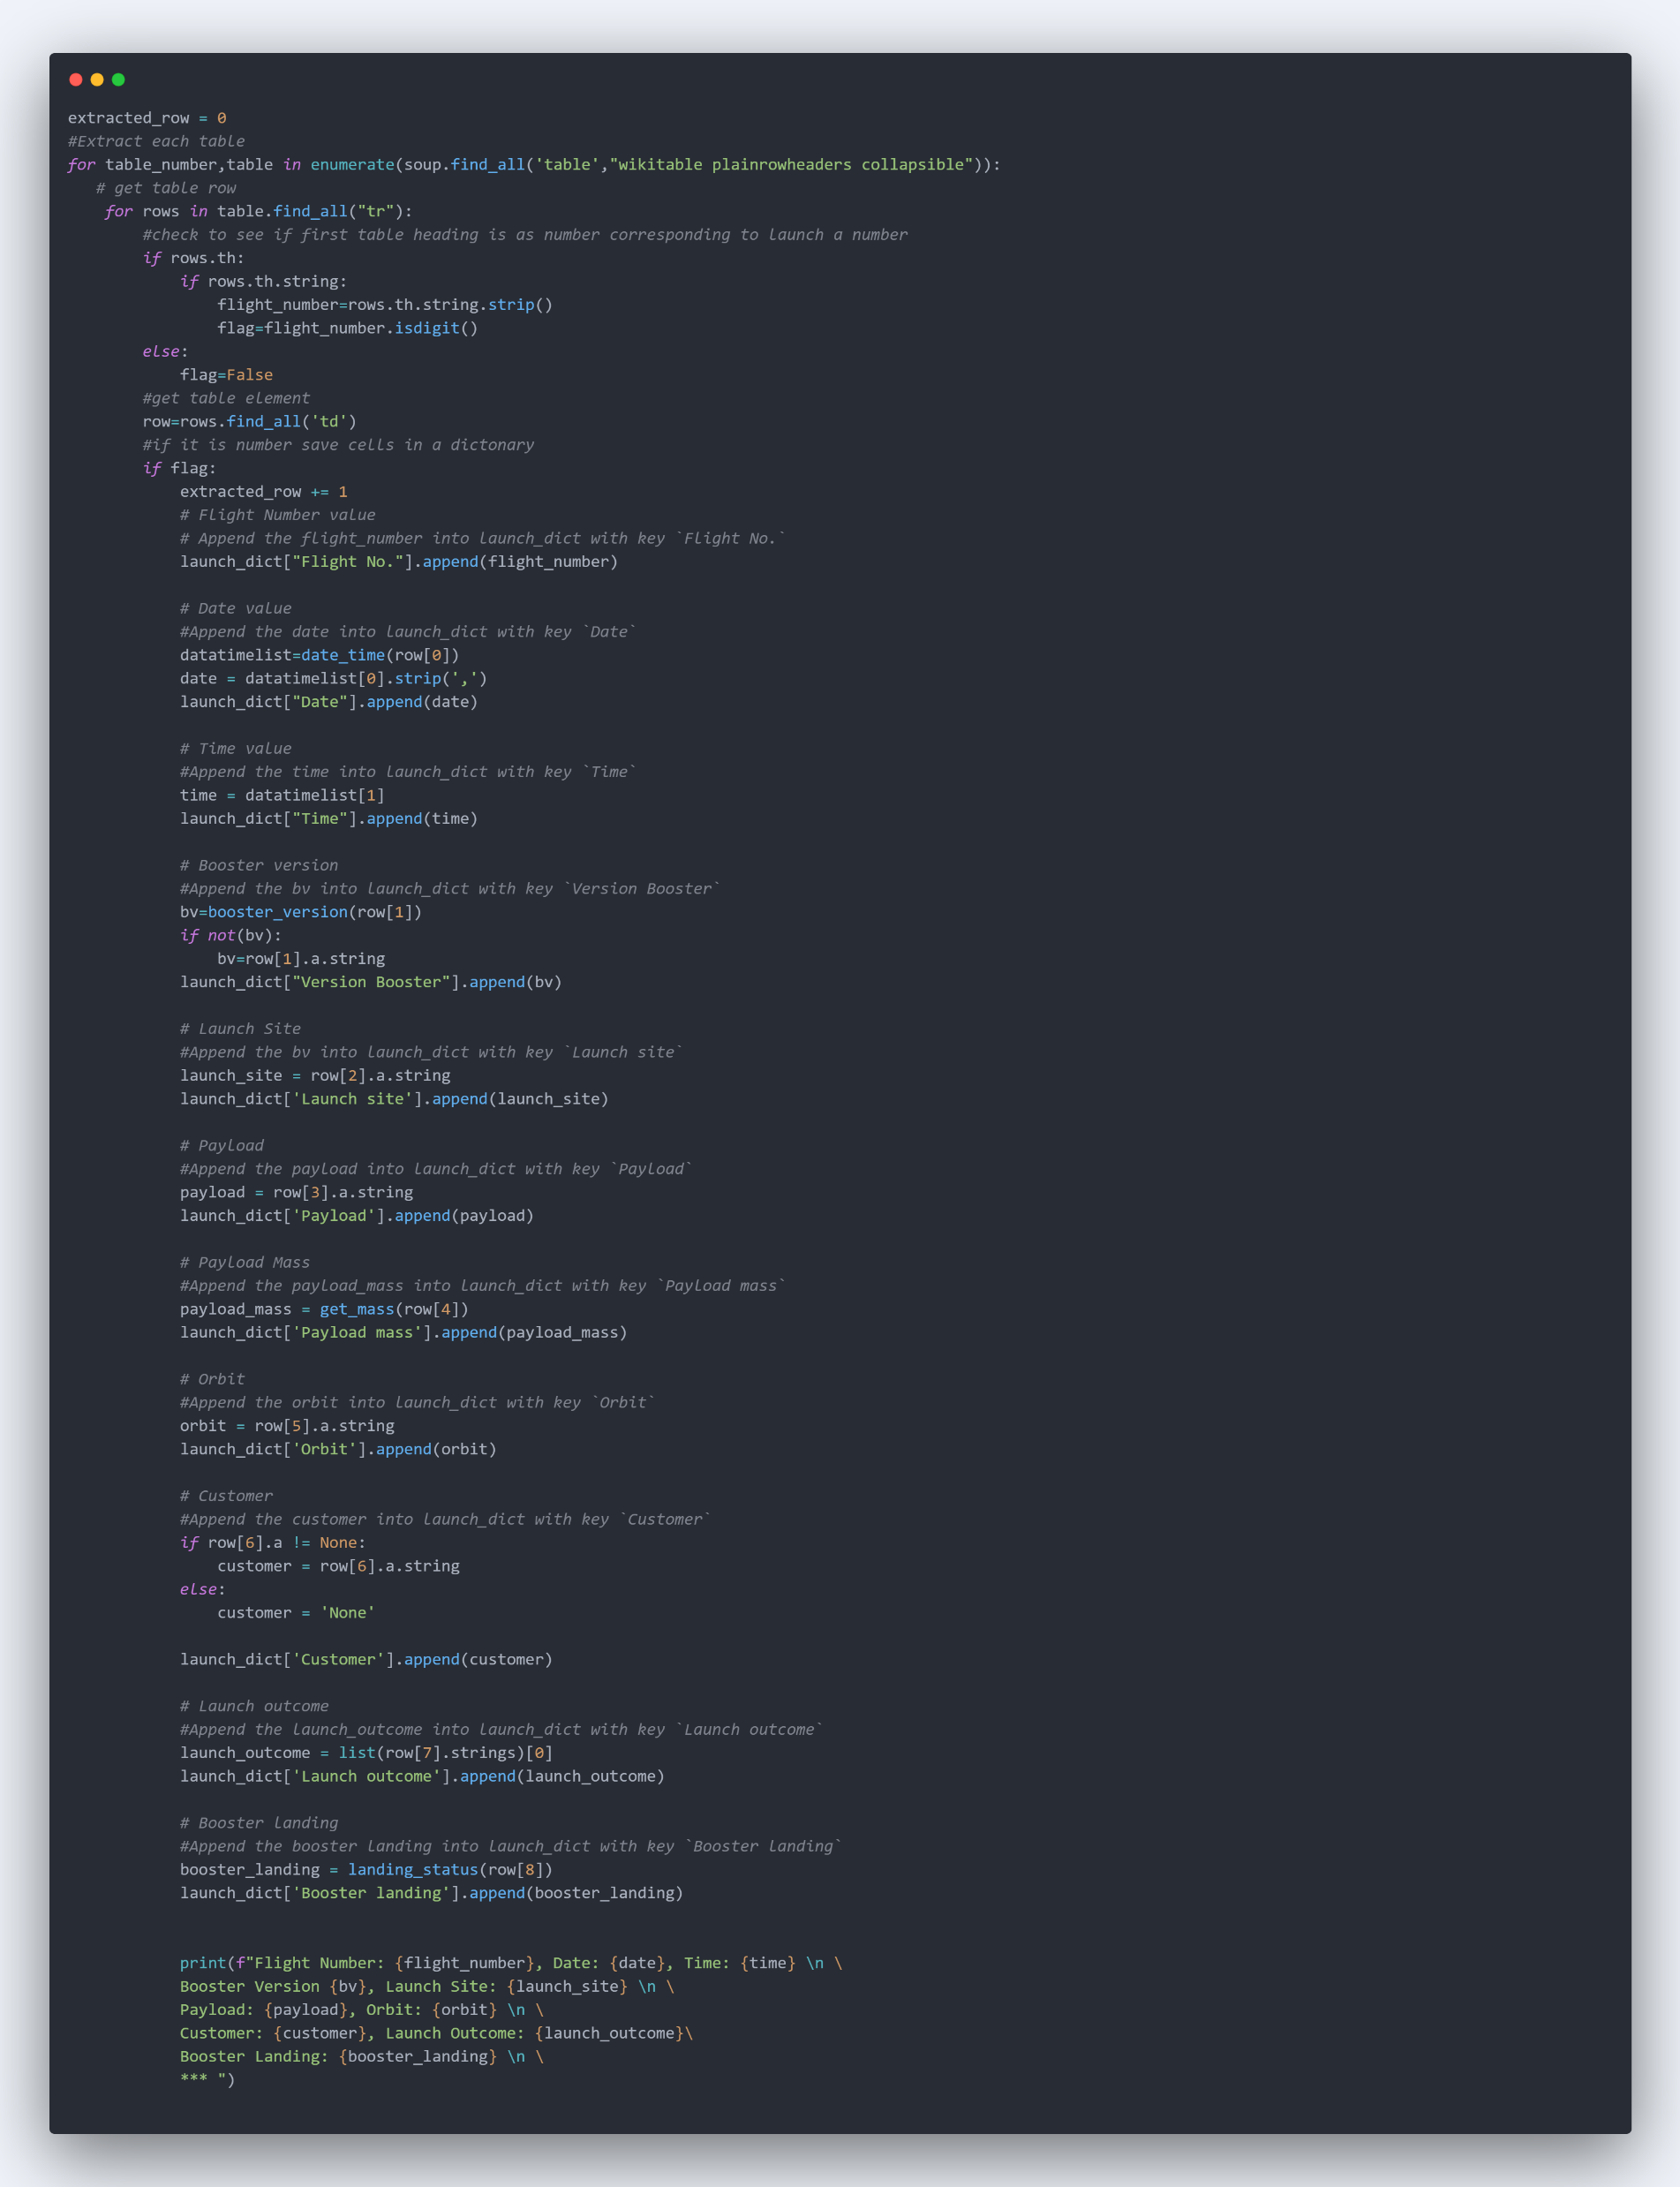 extracted_row = 0
#Extract each table
for table_number,table in enumerate(soup.find_all('table',"wikitable plainrowheaders collapsible")):
   # get table row
    for rows in table.find_all("tr"):
        #check to see if first table heading is as number corresponding to launch a number
        if rows.th:
            if rows.th.string:
                flight_number=rows.th.string.strip()
                flag=flight_number.isdigit()
        else:
            flag=False
        #get table element
        row=rows.find_all('td')
        #if it is number save cells in a dictonary
        if flag:
            extracted_row += 1
            # Flight Number value
            # Append the flight_number into launch_dict with key `Flight No.`
            launch_dict["Flight No."].append(flight_number)

            # Date value
            #Append the date into launch_dict with key `Date`
            datatimelist=date_time(row[0])
            date = datatimelist[0].strip(',')
            launch_dict["Date"].append(date)

            # Time value
            #Append the time into launch_dict with key `Time`
            time = datatimelist[1]
            launch_dict["Time"].append(time)

            # Booster version
            #Append the bv into launch_dict with key `Version Booster`
            bv=booster_version(row[1])
            if not(bv):
                bv=row[1].a.string
            launch_dict["Version Booster"].append(bv)

            # Launch Site
            #Append the bv into launch_dict with key `Launch site`
            launch_site = row[2].a.string
            launch_dict['Launch site'].append(launch_site)

            # Payload
            #Append the payload into launch_dict with key `Payload`
            payload = row[3].a.string
            launch_dict['Payload'].append(payload)

            # Payload Mass
            #Append the payload_mass into launch_dict with key `Payload mass`
            payload_mass = get_mass(row[4])
            launch_dict['Payload mass'].append(payload_mass)

            # Orbit
            #Append the orbit into launch_dict with key `Orbit`
            orbit = row[5].a.string
            launch_dict['Orbit'].append(orbit)

            # Customer
            #Append the customer into launch_dict with key `Customer`
            if row[6].a != None:
                customer = row[6].a.string
            else:
                customer = 'None'

            launch_dict['Customer'].append(customer)

            # Launch outcome
            #Append the launch_outcome into launch_dict with key `Launch outcome`
            launch_outcome = list(row[7].strings)[0]
            launch_dict['Launch outcome'].append(launch_outcome)

            # Booster landing
            #Append the booster landing into launch_dict with key `Booster landing`
            booster_landing = landing_status(row[8])
            launch_dict['Booster landing'].append(booster_landing)


            print(f"Flight Number: {flight_number}, Date: {date}, Time: {time} \n \
            Booster Version {bv}, Launch Site: {launch_site} \n \
            Payload: {payload}, Orbit: {orbit} \n \
            Customer: {customer}, Launch Outcome: {launch_outcome}\
            Booster Landing: {booster_landing} \n \
            *** ")